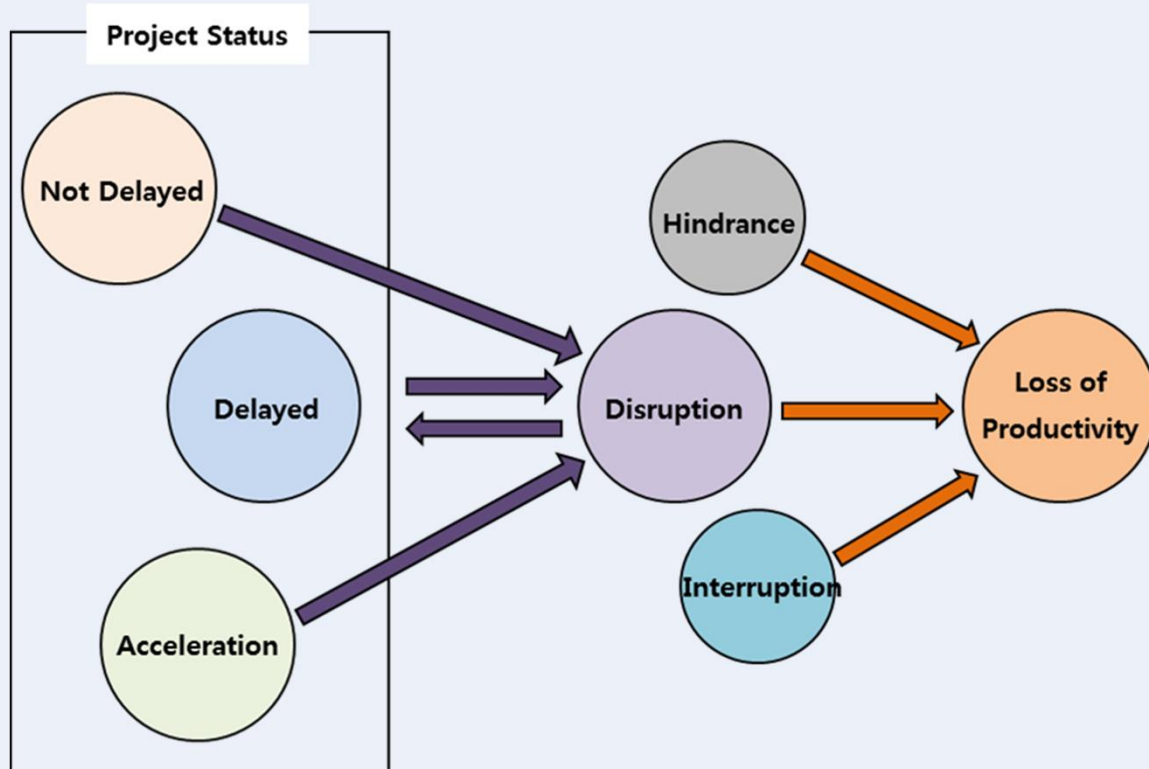 Project Status
Not Delayed
Hindrance
Delayed
Disruption
Loss of
Productivity
Interruption
Acceleration